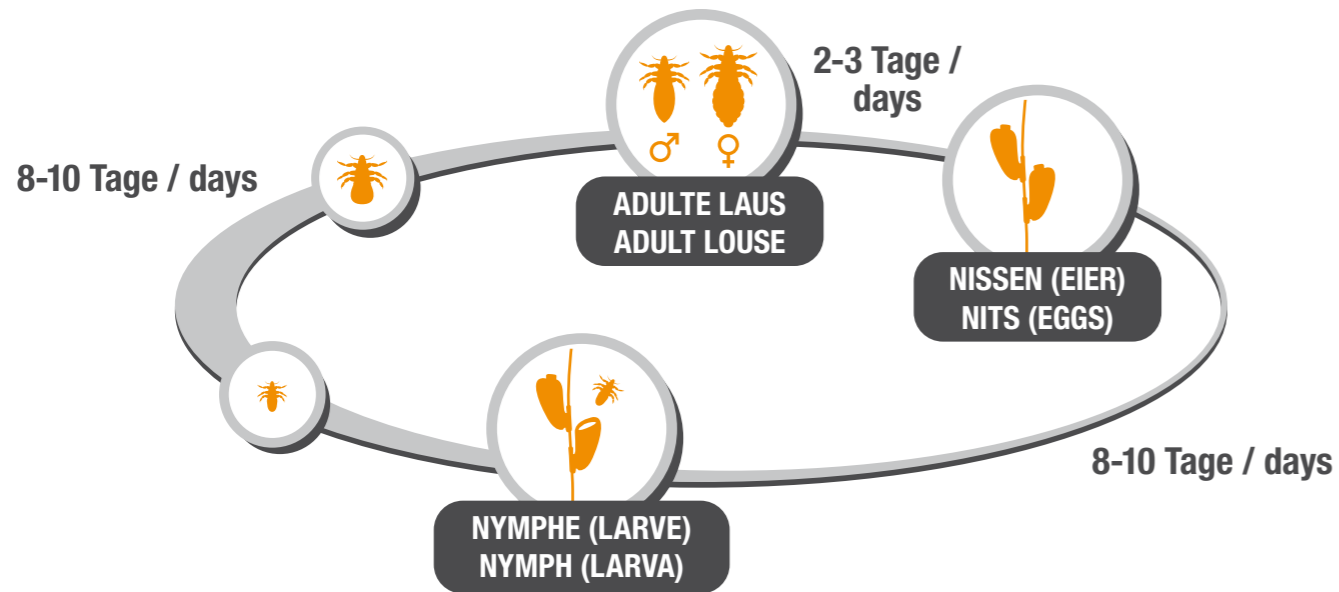 2-3 Tage /
days
8-10 Tage / days
ADULTE LAUS
ADULT LOUSE
NISSEN (EIER)
NITS (EGGS)
8-10 Tage / days
NYMPHE (LARVE)
NYMPH (LARVA)